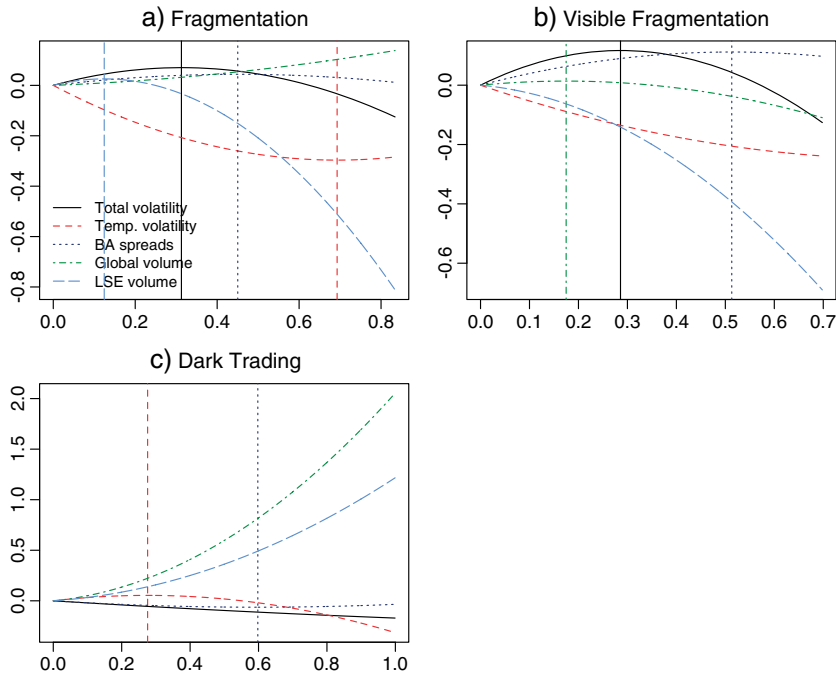 a) Fragmentation
0.0
-0.2
-0.4
-0.6
-0.8
Total volatility
Temp. volatility
BA spreads
Global volume
LSE volume
0.0 0.2 0.4 0.6 0.8
b) Visible Fragmentation
0.0
-0.2
-0.4
-0.6
0.0 0.1 0.2 0.3 0.4 0.5 0.6 0.7
c) Dark Trading
2.0
1.5
1.0
0.5
0.0
0.0 0.2 0.4 0.6 0.8 1.0